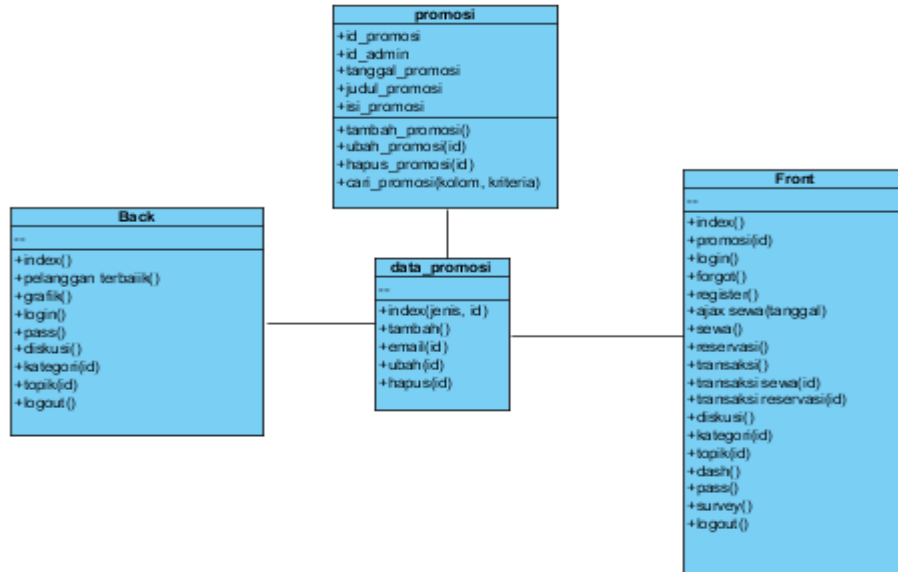 promosi
+id_promosi
+id_admin
+tanggal_promosi
+judul_promosi
+isi_promosi
+tambah_promosi()
+ubah_promosi(id)
+hapus_promosi(id)
+cari_promosi(kolom, kriteria)
Back
--
+index()
+pelanggan terbaiik()
+grafik()
+login()
+pass()
+diskusi()
+kategori(id)
+topik(id)
+logout()
data_promosi
--
+index(jenis, id)
+tambah()
+email(id)
+ubah(id)
+hapus(id)
Front
--
+index()
+promosi(id)
+login()
+forgot()
+register()
+ajax sewa(tanggal)
+sewa()
+reservasi()
+transaksi()
+transaksi sewa(id)
+transaksi reservasi(id)
+diskusi()
+kategori(id)
+topik(id)
+dash()
+pass()
+survey()
+logout()